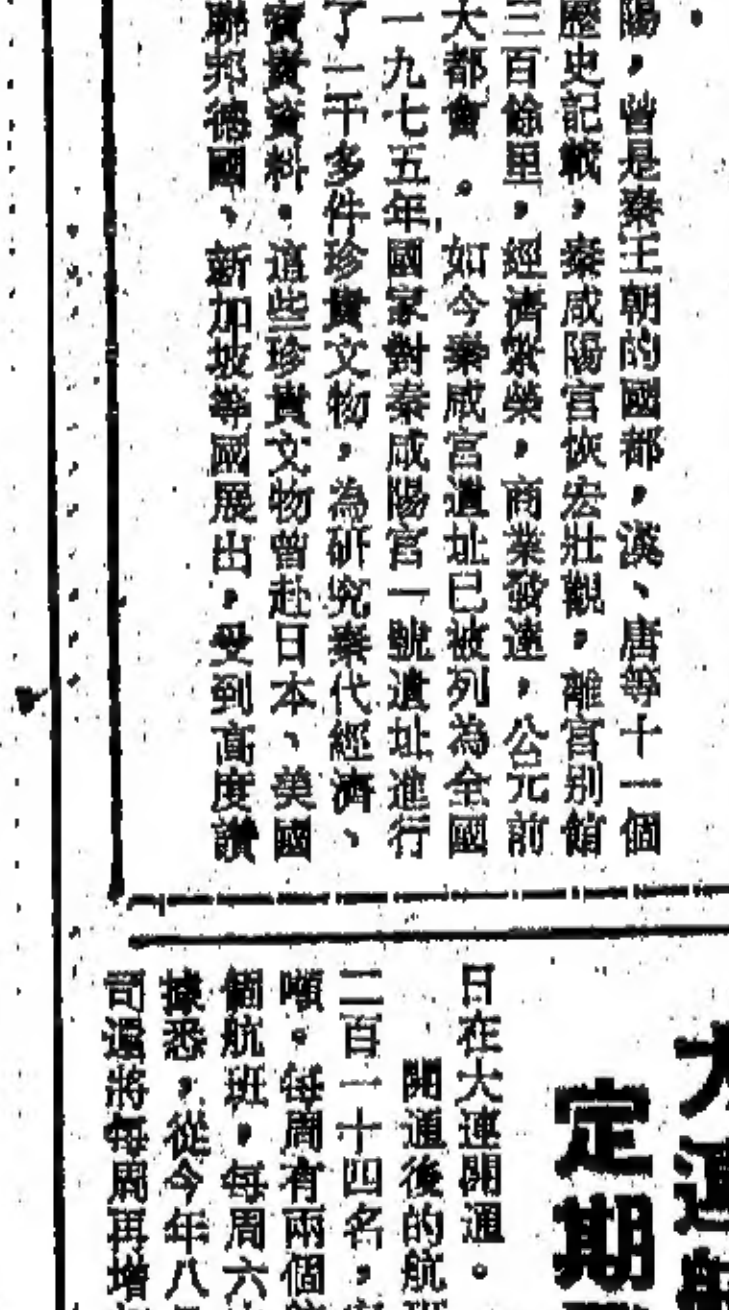 陽，曾是秦王朝的國都，漢、唐等十一個
歷史記載，秦咸陽宮恢宏壯觀，離宮别館
三百餘里，經濟繁榮，商業發達，公元前
大都會。如今秦咸宮遺址已被列為全國
一九七五年國家對秦咸陽宮一號遺址進行
了一千多件珍貴文物，為研究秦代經濟、
寶貴資料。這些珍貴文物曾赴日本、美國
聯邦德國、新加坡等國展出，受到高度讚
定期
日在大連開通。
開通後的航
二百一十四名，
噸。每周有兩個
個航班，每周六
據悉，從今年八
司還將每周再增